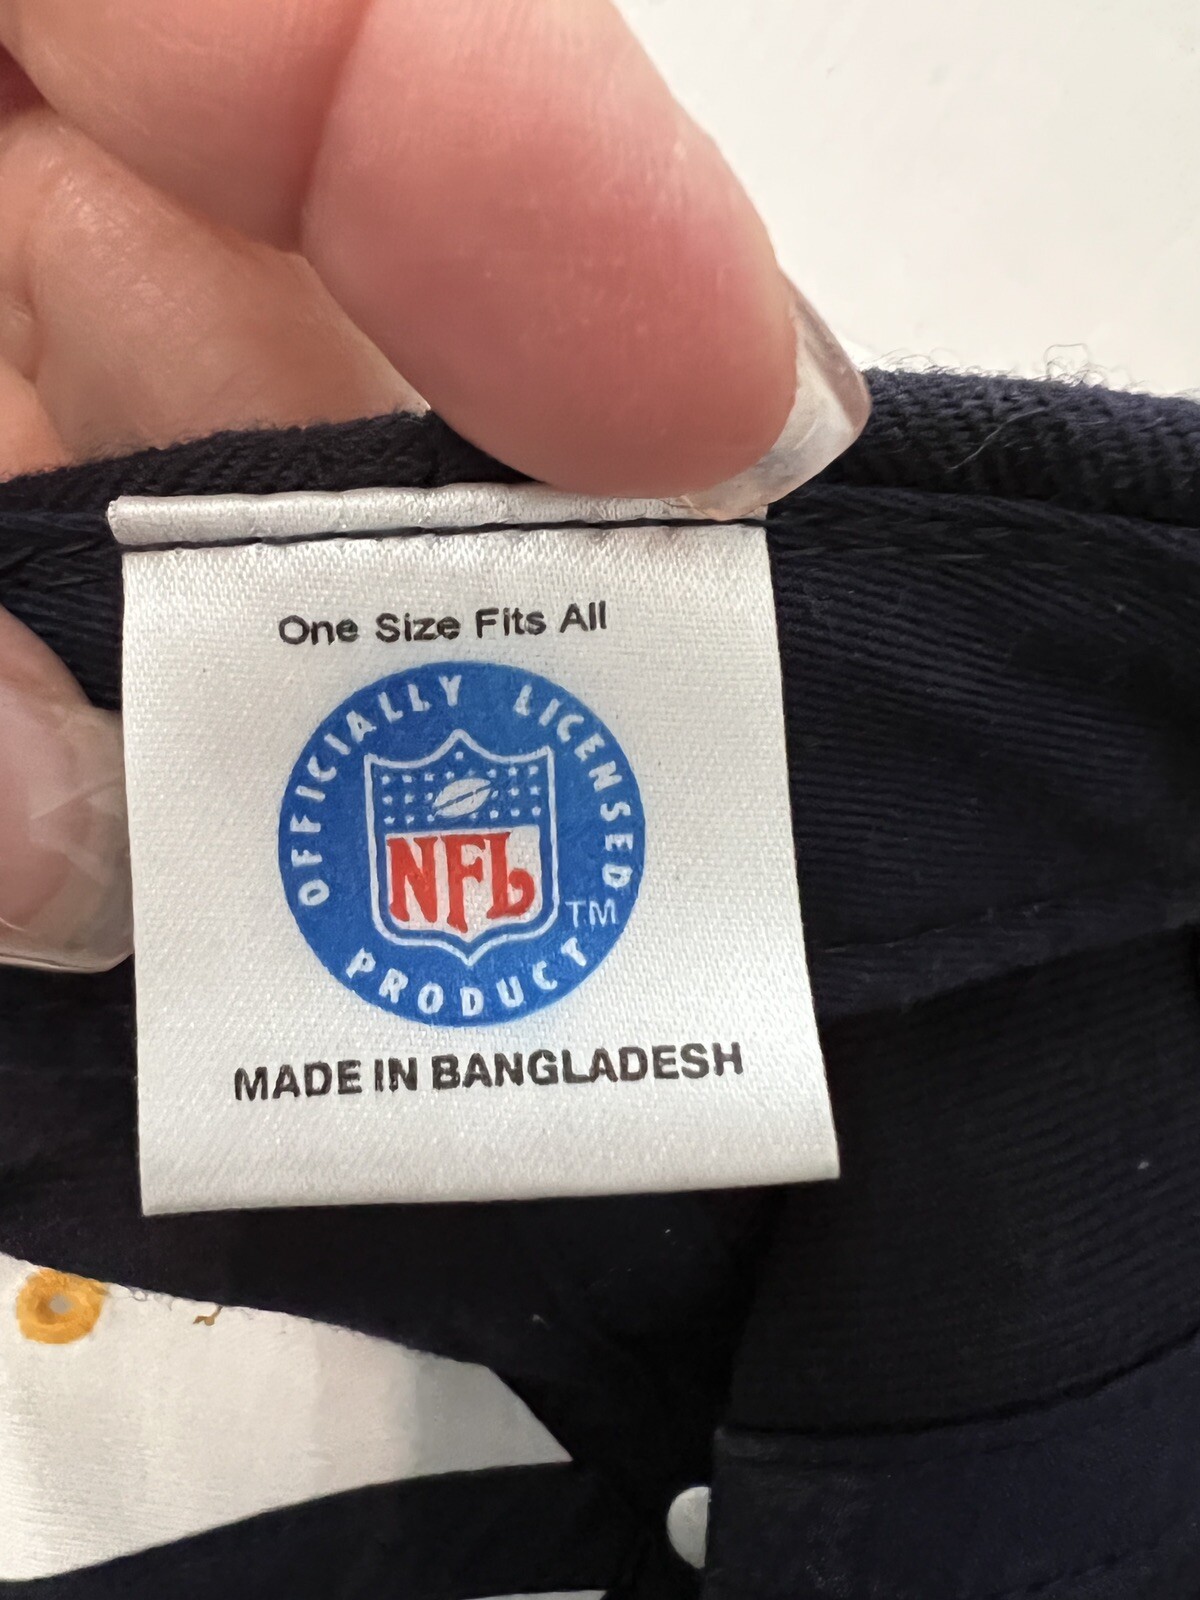 One Size Fits All
OFFICIALLY LICENSED
NFL
TM
PRODUCT
MADE IN BANGLADESH